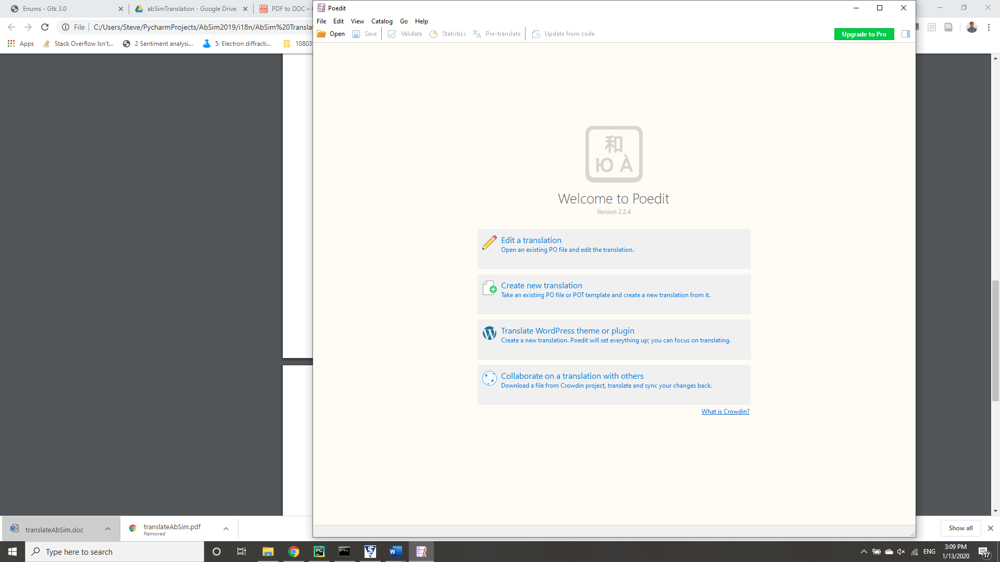 Enums - Gtk 3.0
abSimTranslation - Google Drive
PDF to DOC –
File
C:/Users/Steve/PycharmProjects/AbSim2019/i18n/AbSim%20Transla
Apps
Stack Overflow Isn't...
2 Sentiment analysi...
5: Electron diffracti...
10803
Poedit
File Edit View Catalog Go Help
Open Save Validate Statistics Pre-translate Update from code
Upgrade to Pro
和
Ю À
Welcome to Poedit
Version 2.2.4
Edit a translation
Open an existing PO file and edit the translation.
Create new translation
Take an existing PO file or POT template and create a new translation from it.
Translate WordPress theme or plugin
Create a new translation. Poedit will set everything up; you can focus on translating.
Collaborate on a translation with others
Download a file from Crowdin project, translate and sync your changes back.
What is Crowdin?
translateAbSim.doc
translateAbSim.pdf
Removed
Show all
Type here to search
ENG
3:09 PM
1/13/2020
17